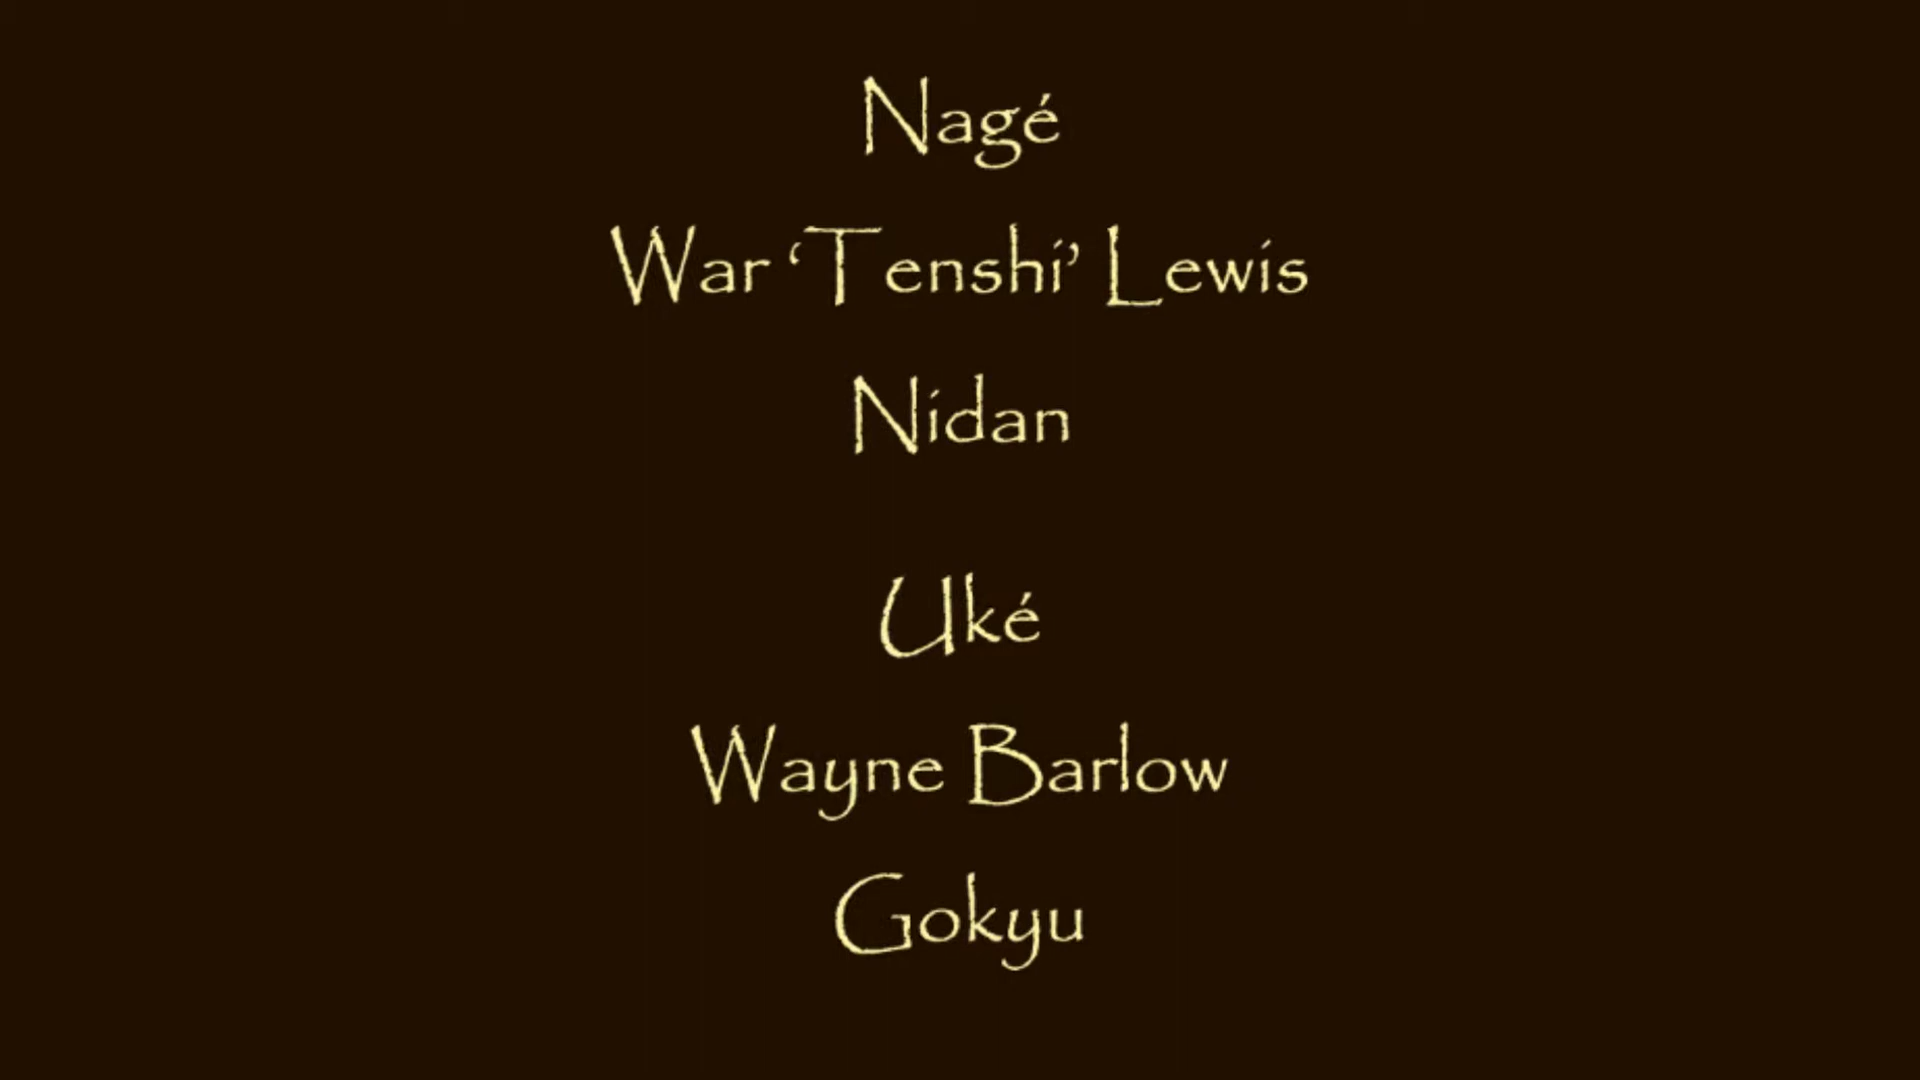 Nagé
War ‘Tenshi’ Lewis
Nidan
Uké
Wayne Barlow
Gokyu